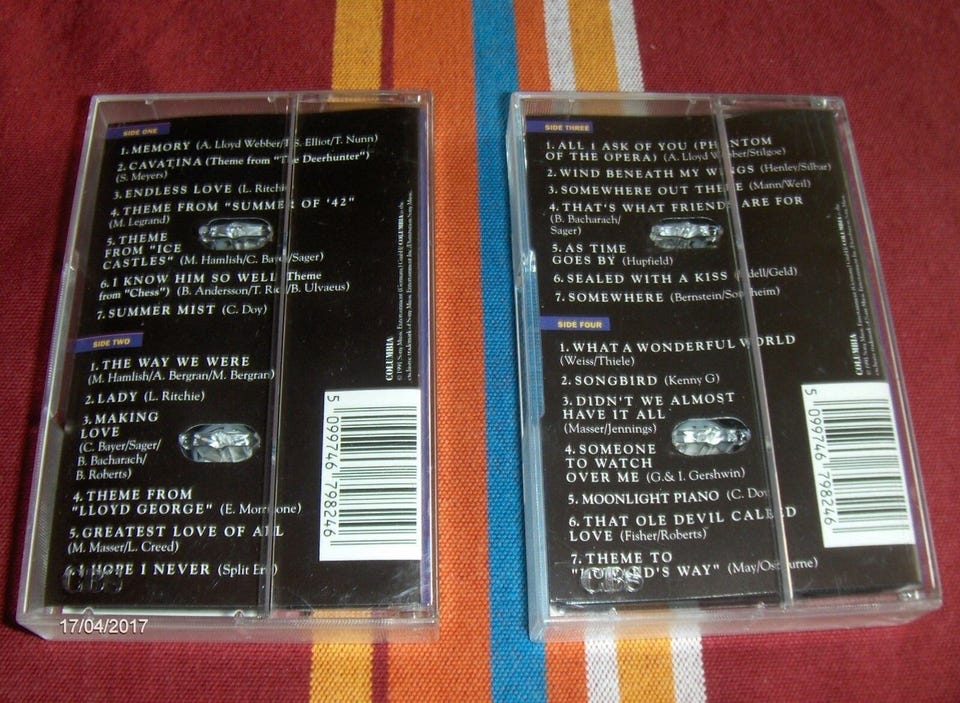 SIDE ONE
1. MEMORY (A. Lloyd Webber/T.S. Elliot/T. Nunn)
2. CAVATINA (Theme from "The Deerhunter")
(S. Meyers)
3. ENDLESS LOVE (L. Ritchie
4. THEME FROM "SUMMER OF '42"
(M. Legrand)
5. THEME
FROM "ICE
CASTLES" (M. Hamlish/C. Bayer/Sager)
6. I KNOW HIM SO WELL Theme
from "Chess") (B. Andersson/T. Rice/B. Ulvaeus)
7. SUMMER MIST (C. Doy)
SIDE TWO
1. THE WAY WE WERE
(M. Hamlish/A. Bergran/M. Bergran)
2. LADY (L. Ritchie)
3. MAKING
LOVE
(C. Bayer/Sager/
B. Bacharach/
B. Roberts)
4. THEME FROM
"LLOYD GEORGE" (E. Morricone)
5. GREATEST LOVE OF ALL
(M. Masser/L. Creed)
6. I HOPE I NEVER (Split Enz)
CBS
COLUMBIA
5 099746 798246
17/04/2017
SIDE THREE
1. ALL I ASK OF YOU (PHANTOM
OF THE OPERA) (A. Lloyd Webber/Stilgoe)
2. WIND BENEATH MY WINGS (Henley/Silbar)
3. SOMEWHERE OUT THERE (Mann/Weil)
4. THAT'S WHAT FRIENDS ARE FOR
(B. Bacharach/
Sager)
5. AS TIME
GOES BY (Hupfield)
6. SEALED WITH A KISS (Udell/Geld)
7. SOMEWHERE (Bernstein/Sondheim)
SIDE FOUR
1. WHAT A WONDERFUL WORLD
(Weiss/Thiele)
2. SONGBIRD (Kenny G)
3. DIDN'T WE ALMOST
HAVE IT ALL
(Masser/Jennings)
4. SOMEONE
TO WATCH
OVER ME (G.& I. Gershwin)
5. MOONLIGHT PIANO (C. Doy
6. THAT OLE DEVIL CALLED
LOVE (Fisher/Roberts)
7. THEME TO
"HOWARD'S WAY" (May/Osbourne)
CBS
COLUMBIA
5 099746 798246